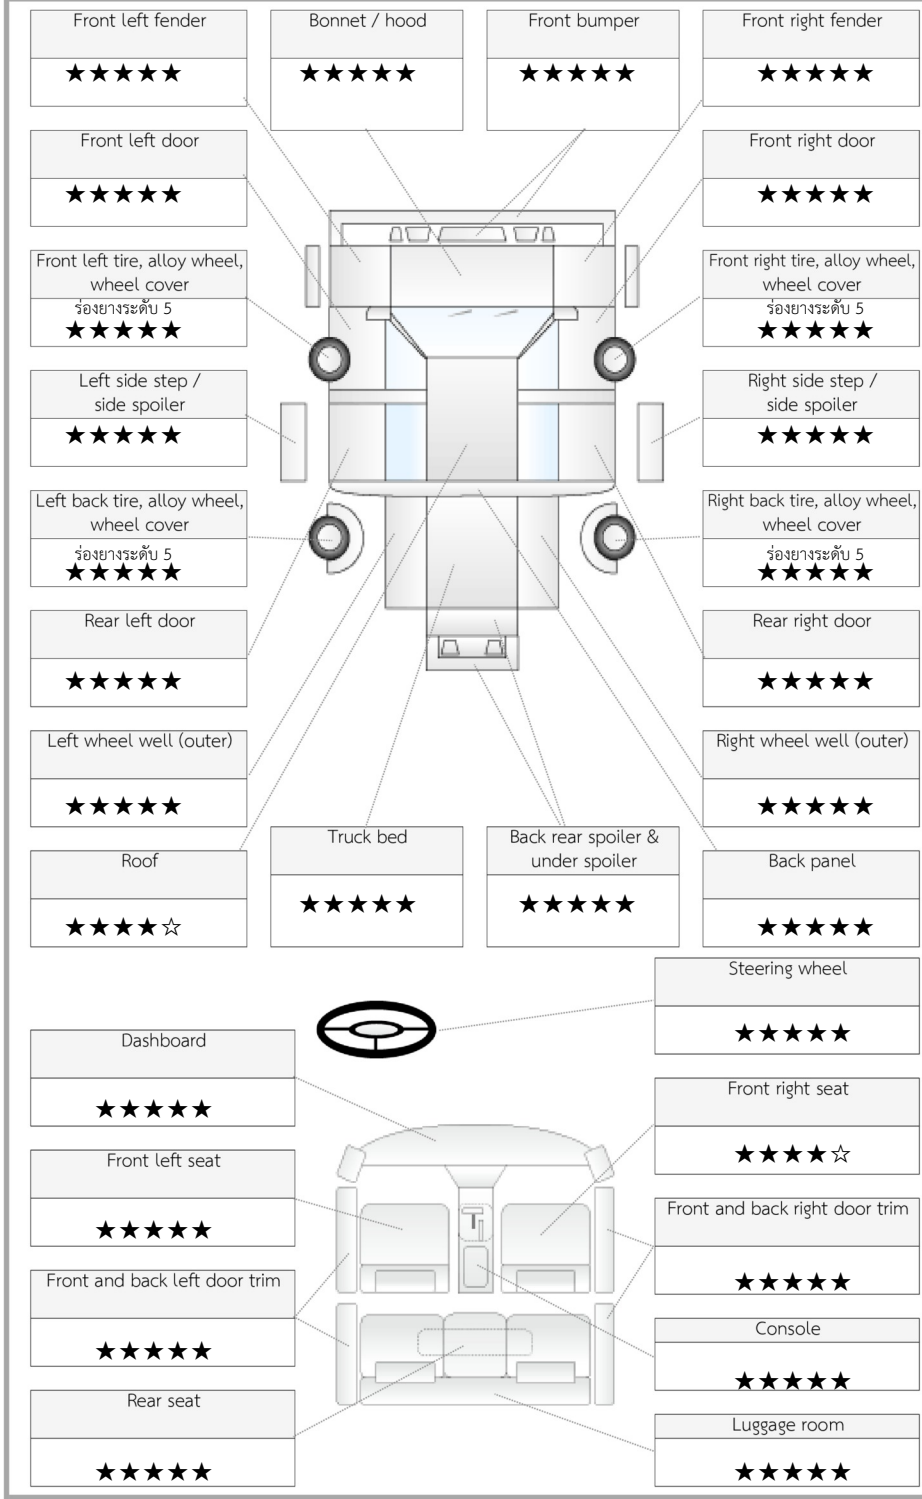 Front left fender
★★★★★
Bonnet / hood
★★★★★
Front bumper
★★★★★
Front right fender
★★★★★
Front left door
★★★★★
Front right door
★★★★★
Front left tire, alloy wheel,
wheel cover
ร่องยางระดับ 5
★★★★★
Front right tire, alloy wheel,
wheel cover
ร่องยางระดับ 5
★★★★★
Left side step /
side spoiler
★★★★★
Right side step /
side spoiler
★★★★★
Left back tire, alloy wheel,
wheel cover
ร่องยางระดับ 5
★★★★★
Right back tire, alloy wheel,
wheel cover
ร่องยางระดับ 5
★★★★★
Rear left door
★★★★★
Rear right door
★★★★★
Left wheel well (outer)
★★★★★
Right wheel well (outer)
★★★★★
Roof
★★★★☆
Truck bed
★★★★★
Back rear spoiler &
under spoiler
★★★★★
Back panel
★★★★★
Steering wheel
★★★★★
Dashboard
★★★★★
Front right seat
★★★★☆
Front left seat
★★★★★
Front and back right door trim
★★★★★
Front and back left door trim
★★★★★
Console
★★★★★
Rear seat
★★★★★
Luggage room
★★★★★